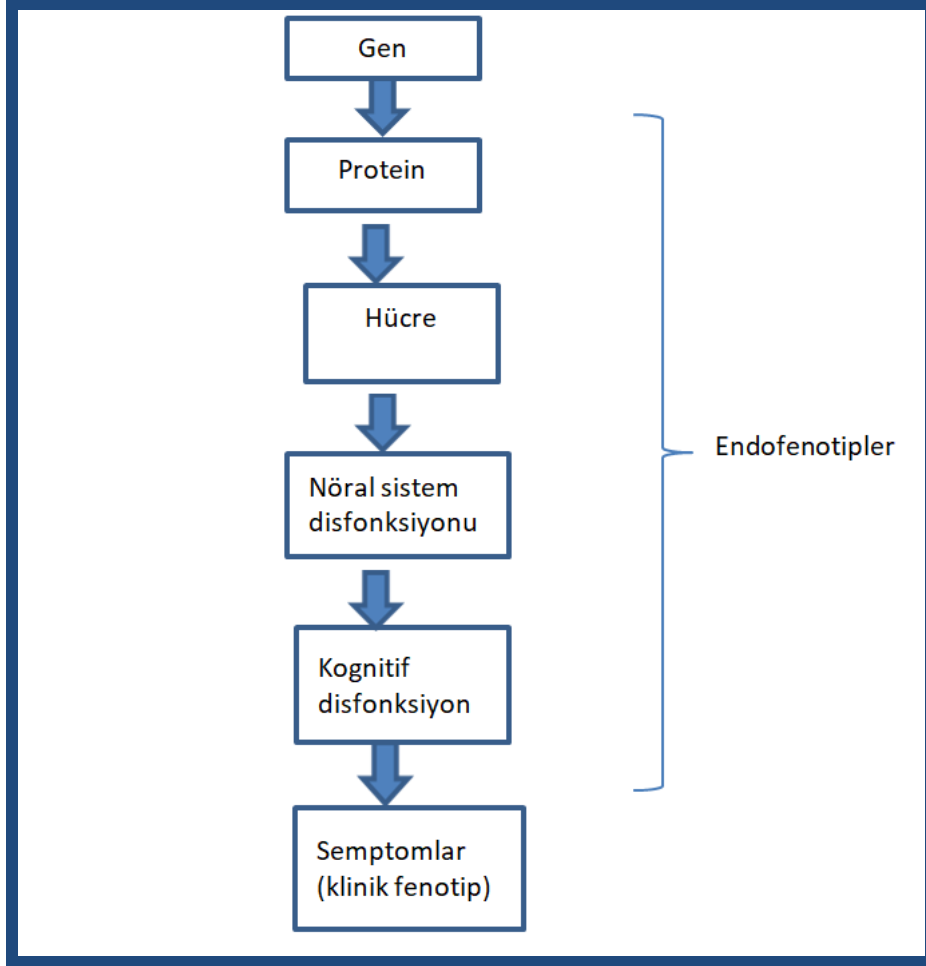 Gen
Protein
Hücre
Nöral sistem
disfonksiyonu
Endofenotipler
Kognitif
disfonksiyon
Semptomlar
(klinik fenotip)